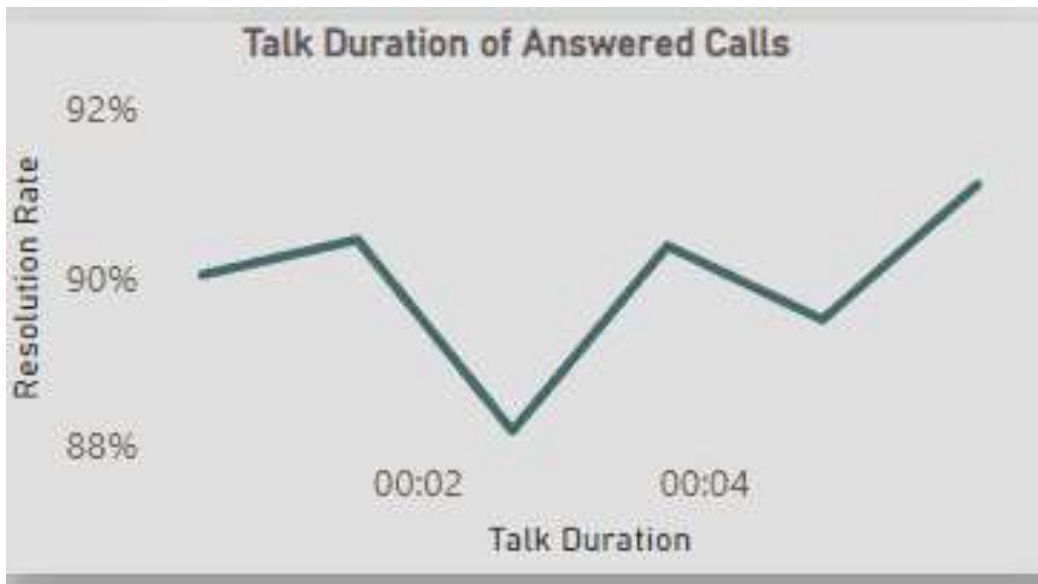 Talk Duration of Answered Calls
92%
Resolution Rate
90%
88%
00:02 00:04
Talk Duration